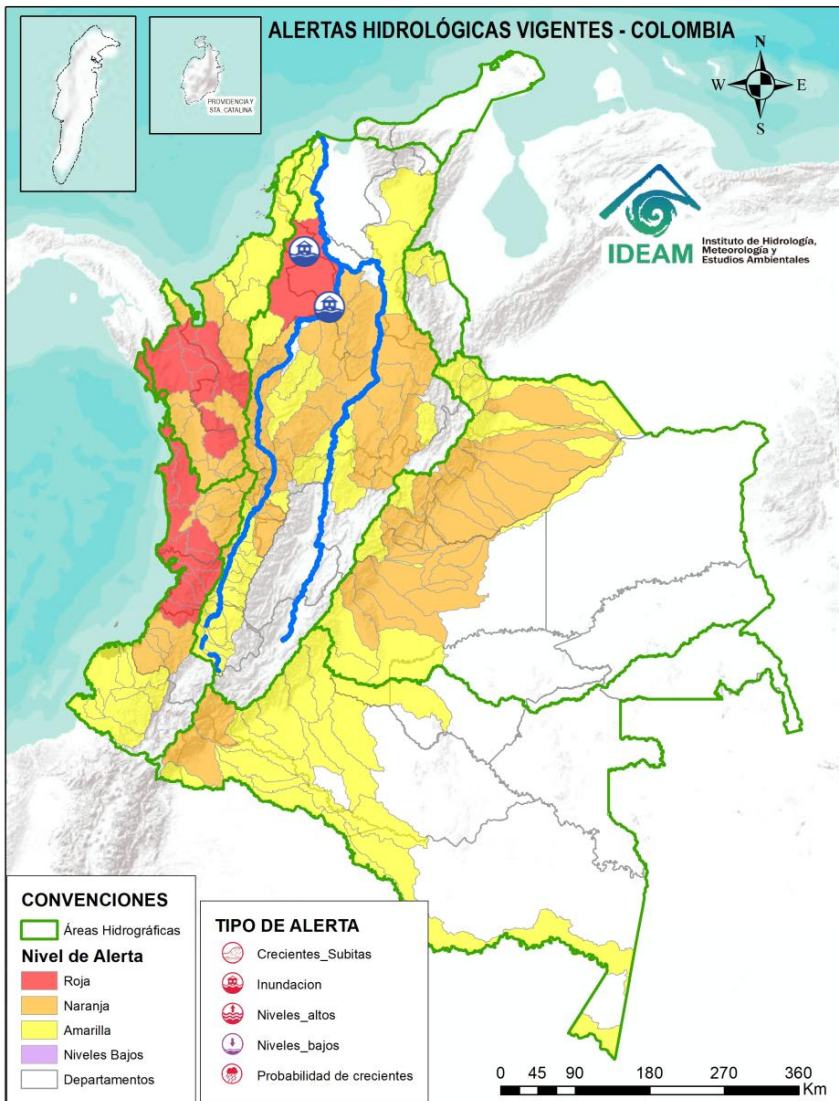 ALERTAS HIDROLÓGICAS VIGENTES - COLOMBIA
PROVIDENCIA Y
STA. CATALINA
N
W
E
S
IDEAM
Instituto de Hidrología,
Meteorología y
Estudios Ambientales
CONVENCIONES
Áreas Hidrográficas
Nivel de Alerta
Roja
Naranja
Amarilla
Niveles Bajos
Departamentos
TIPO DE ALERTA
Crecientes_Subitas
Inundacion
Niveles_altos
Niveles_bajos
Probabilidad de crecientes
0 45 90 180 270 360
Km